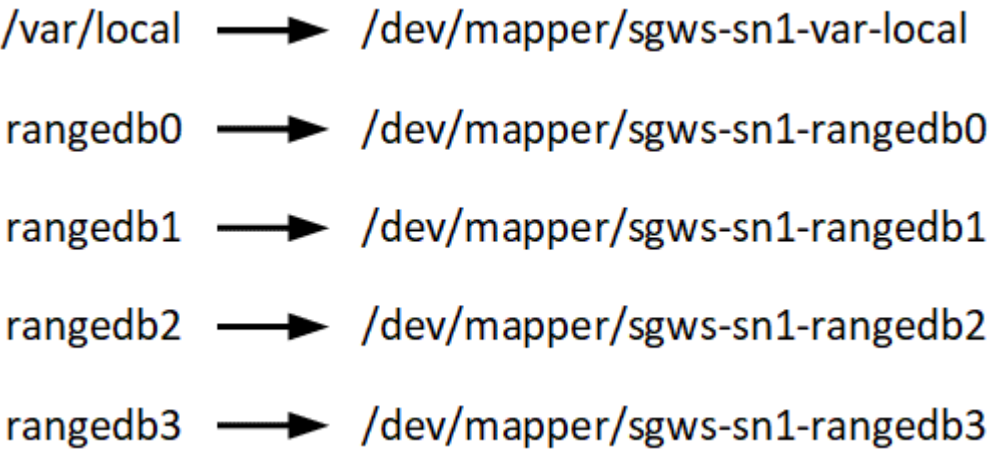 /var/local /dev/mapper/sgws-sn1-var-local
rangedb0 /dev/mapper/sgws-sn1-rangedb0
rangedb1 /dev/mapper/sgws-sn1-rangedb1
rangedb2 /dev/mapper/sgws-sn1-rangedb2
rangedb3 /dev/mapper/sgws-sn1-rangedb3